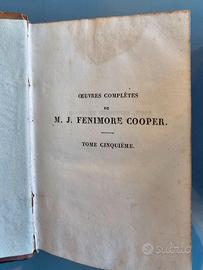 ŒUVRES COMPLÈTES
DE
M. J. FENIMORE COOPER.
TOME CINQUIÈME.
subito